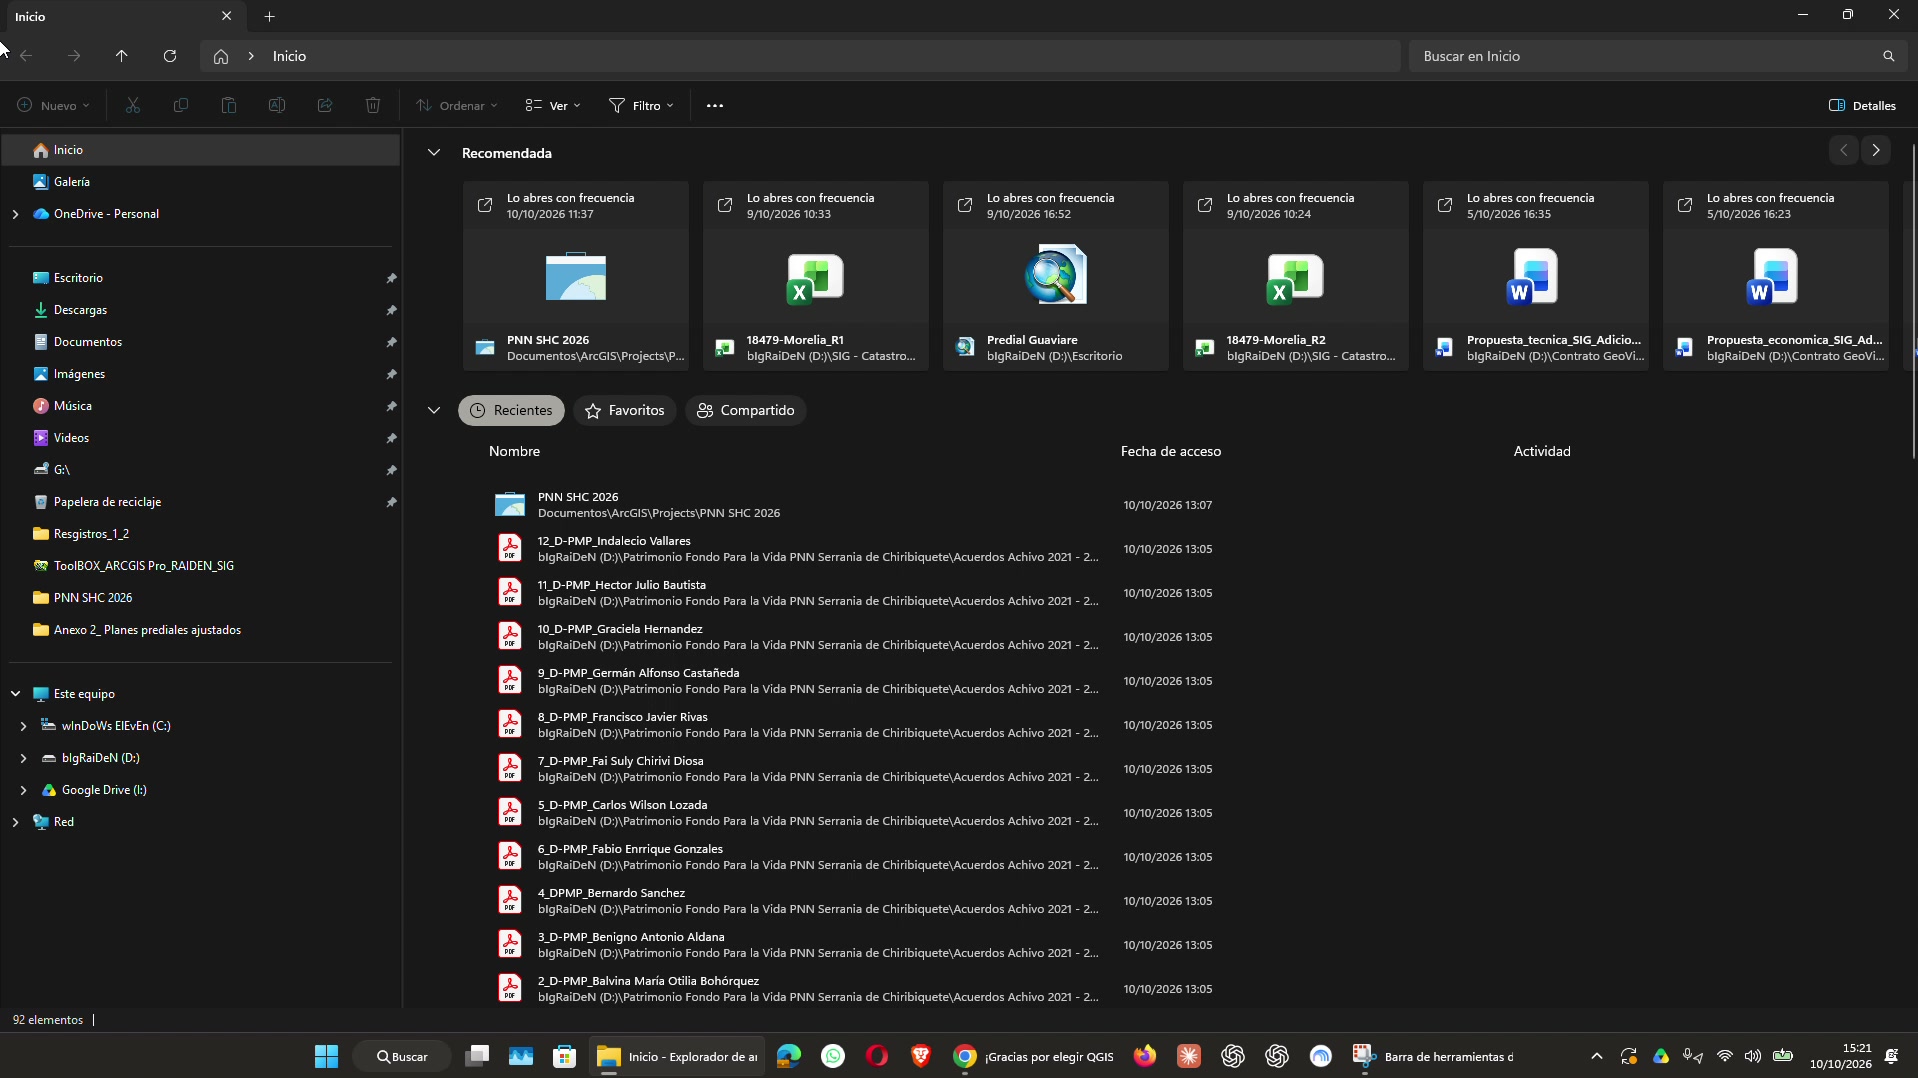 Inicio
Inicio
Buscar en Inicio
Nuevo
Ordenar
Ver
Filtro
Detalles
Inicio
Galería
OneDrive - Personal
Escritorio
Descargas
Documentos
Imágenes
Música
Videos
G:\
Papelera de reciclaje
Resgistros_1_2
ToolBOX_ARCGIS Pro_RAIDEN_SIG
PNN SHC 2026
Anexo 2_ Planes prediales ajustados
Este equipo
wInDoWs ElEvEn (C:)
bIgRaiDeN (D:)
Google Drive (I:)
Red
Recomendada
Lo abres con frecuencia
10/10/2026 11:37
PNN SHC 2026
Documentos\ArcGIS\Projects\P...
Lo abres con frecuencia
9/10/2026 10:33
18479-Morelia_R1
bIgRaiDeN (D:)\SIG - Catastro...
Lo abres con frecuencia
9/10/2026 16:52
Predial Guaviare
bIgRaiDeN (D:)\Escritorio
Lo abres con frecuencia
9/10/2026 10:24
18479-Morelia_R2
bIgRaiDeN (D:)\SIG - Catastro...
Lo abres con frecuencia
5/10/2026 16:35
Propuesta_tecnica_SIG_Adicio...
bIgRaiDeN (D:)\Contrato GeoVi...
Lo abres con frecuencia
5/10/2026 16:23
Propuesta_economica_SIG_Ad...
bIgRaiDeN (D:)\Contrato GeoVi...
Recientes
Favoritos
Compartido
Nombre
Fecha de acceso
Actividad
PNN SHC 2026
Documentos\ArcGIS\Projects\PNN SHC 2026
10/10/2026 13:07
12_D-PMP_Indalecio Vallares
bIgRaiDeN (D:)\Patrimonio Fondo Para la Vida PNN Serrania de Chiribiquete\Acuerdos Achivo 2021 - 2...
10/10/2026 13:05
11_D-PMP_Hector Julio Bautista
bIgRaiDeN (D:)\Patrimonio Fondo Para la Vida PNN Serrania de Chiribiquete\Acuerdos Achivo 2021 - 2...
10/10/2026 13:05
10_D-PMP_Graciela Hernandez
bIgRaiDeN (D:)\Patrimonio Fondo Para la Vida PNN Serrania de Chiribiquete\Acuerdos Achivo 2021 - 2...
10/10/2026 13:05
9_D-PMP_Germán Alfonso Castañeda
bIgRaiDeN (D:)\Patrimonio Fondo Para la Vida PNN Serrania de Chiribiquete\Acuerdos Achivo 2021 - 2...
10/10/2026 13:05
8_D-PMP_Francisco Javier Rivas
bIgRaiDeN (D:)\Patrimonio Fondo Para la Vida PNN Serrania de Chiribiquete\Acuerdos Achivo 2021 - 2...
10/10/2026 13:05
7_D-PMP_Fai Suly Chirivi Diosa
bIgRaiDeN (D:)\Patrimonio Fondo Para la Vida PNN Serrania de Chiribiquete\Acuerdos Achivo 2021 - 2...
10/10/2026 13:05
5_D-PMP_Carlos Wilson Lozada
bIgRaiDeN (D:)\Patrimonio Fondo Para la Vida PNN Serrania de Chiribiquete\Acuerdos Achivo 2021 - 2...
10/10/2026 13:05
6_D-PMP_Fabio Enrrique Gonzales
bIgRaiDeN (D:)\Patrimonio Fondo Para la Vida PNN Serrania de Chiribiquete\Acuerdos Achivo 2021 - 2...
10/10/2026 13:05
4_DPMP_Bernardo Sanchez
bIgRaiDeN (D:)\Patrimonio Fondo Para la Vida PNN Serrania de Chiribiquete\Acuerdos Achivo 2021 - 2...
10/10/2026 13:05
3_D-PMP_Benigno Antonio Aldana
bIgRaiDeN (D:)\Patrimonio Fondo Para la Vida PNN Serrania de Chiribiquete\Acuerdos Achivo 2021 - 2...
10/10/2026 13:05
2_D-PMP_Balvina María Otilia Bohórquez
bIgRaiDeN (D:)\Patrimonio Fondo Para la Vida PNN Serrania de Chiribiquete\Acuerdos Achivo 2021 - 2...
10/10/2026 13:05
92 elementos
Buscar
Inicio - Explorador de ar
¡Gracias por elegir QGIS
Barra de herramientas d
15:21
10/10/2026